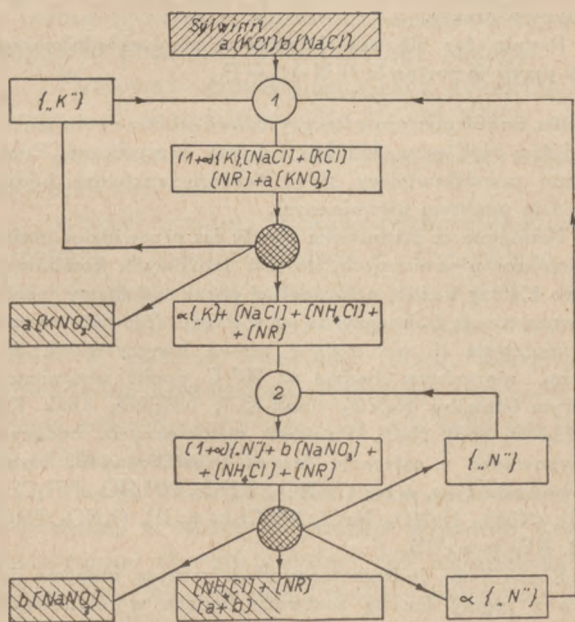 Sylwinit
a{KCl}b{NaCl}
{„K"}
1
(1+α){K},[NaCl]+[KCl]
[NR]+a[KNO₃]
a[KNO₃]
α{„K}+[NaCl]+[NH₄Cl]+
+[NR]
2
(1+α){„N"}+b[NaNO₃]+
+[NH₄Cl]+[NR]
{„N"}
b[NaNO₃]
[NH₄Cl]+[NR]
(a+b)
α{„N"}